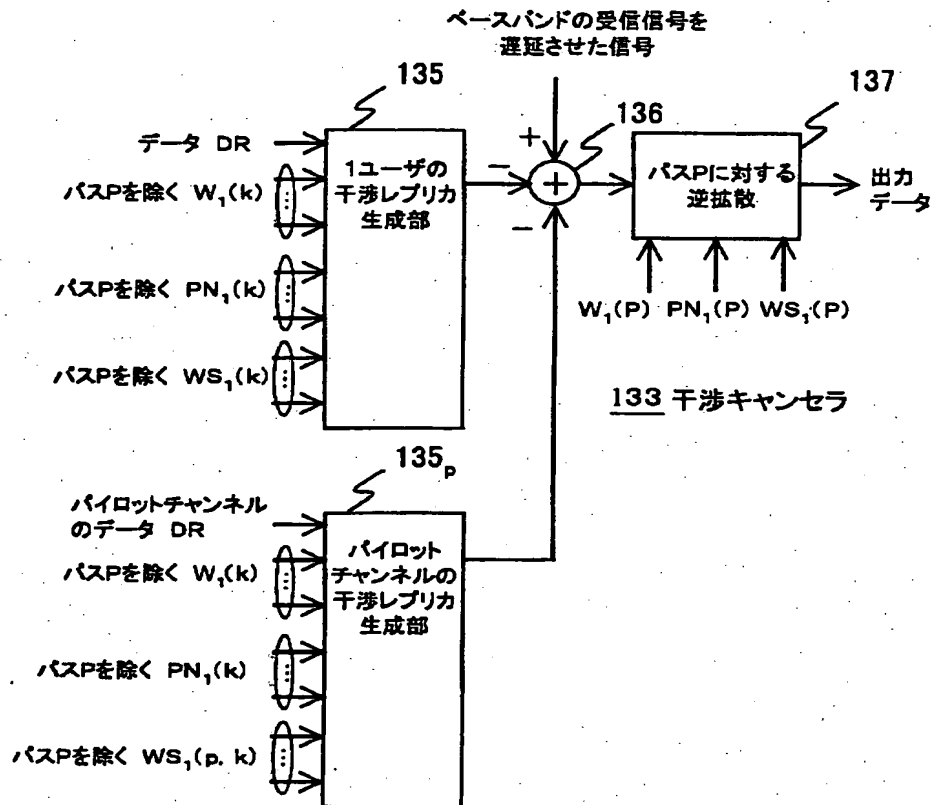 ベースバンドの受信信号を
遅延させた信号
135
137
136
データ DR
1ユーザの
干渉レプリカ
生成部
+
−
+
−
パスPに対する
逆拡散
出力
データ
パスPを除く W₁(k)
パスPを除く PN₁(k)
パスPを除く WS₁(k)
W₁(P) PN₁(P) WS₁(P)
133 干渉キャンセラ
135ₚ
パイロットチャンネル
のデータ DR
パイロット
チャンネルの
干渉レプリカ
生成部
パスPを除く W₁(k)
パスPを除く PN₁(k)
パスPを除く WS₁(p. k)